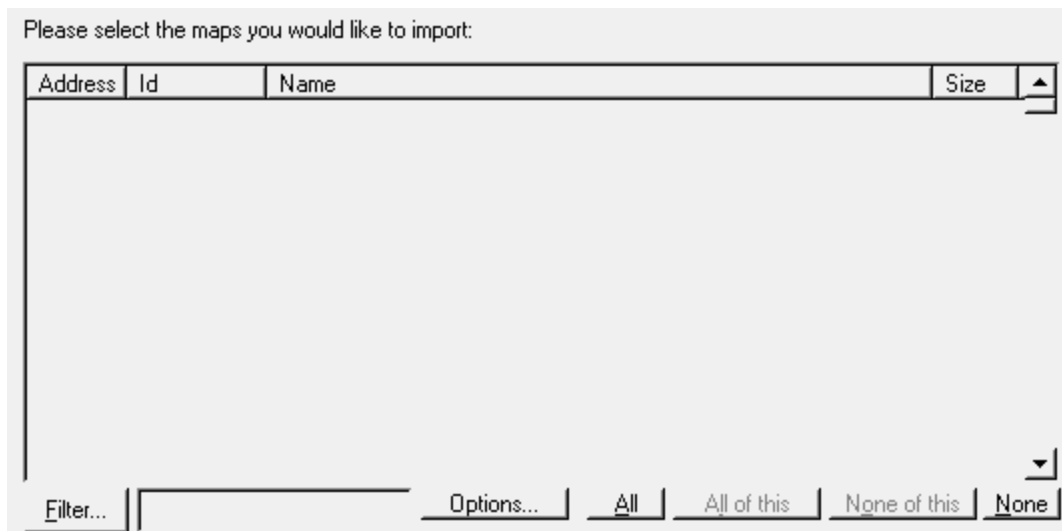 Please select the maps you would like to import:
Address Id Name Size
Filter... Options... All All of this None of this None